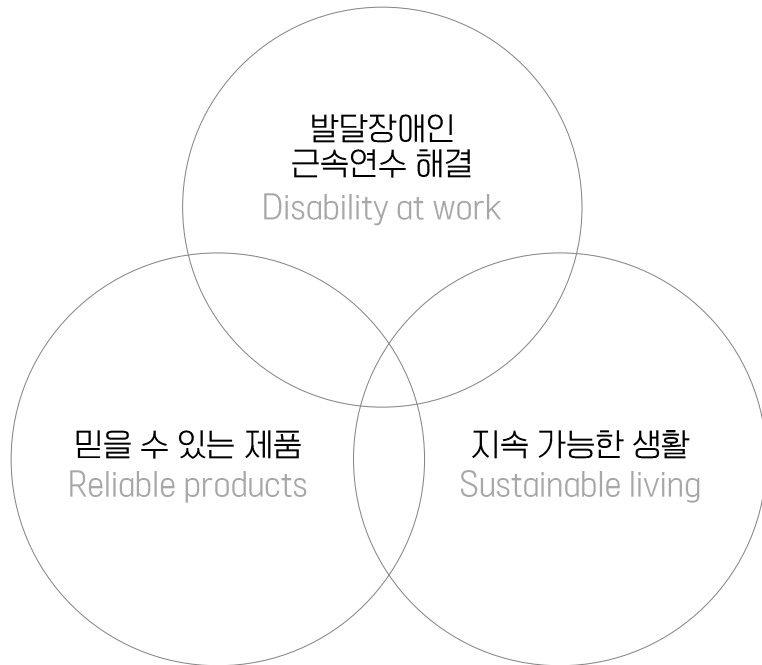 발달장애인
근속연수 해결
Disability at work
믿을 수 있는 제품
Reliable products
지속 가능한 생활
Sustainable living